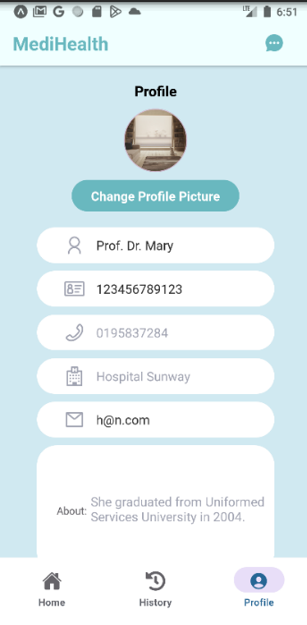 6:51
MediHealth
Profile
Change Profile Picture
Prof. Dr. Mary
123456789123
0195837284
Hospital Sunway
h@n.com
About: She graduated from Uniformed
Services University in 2004.
Home History Profile